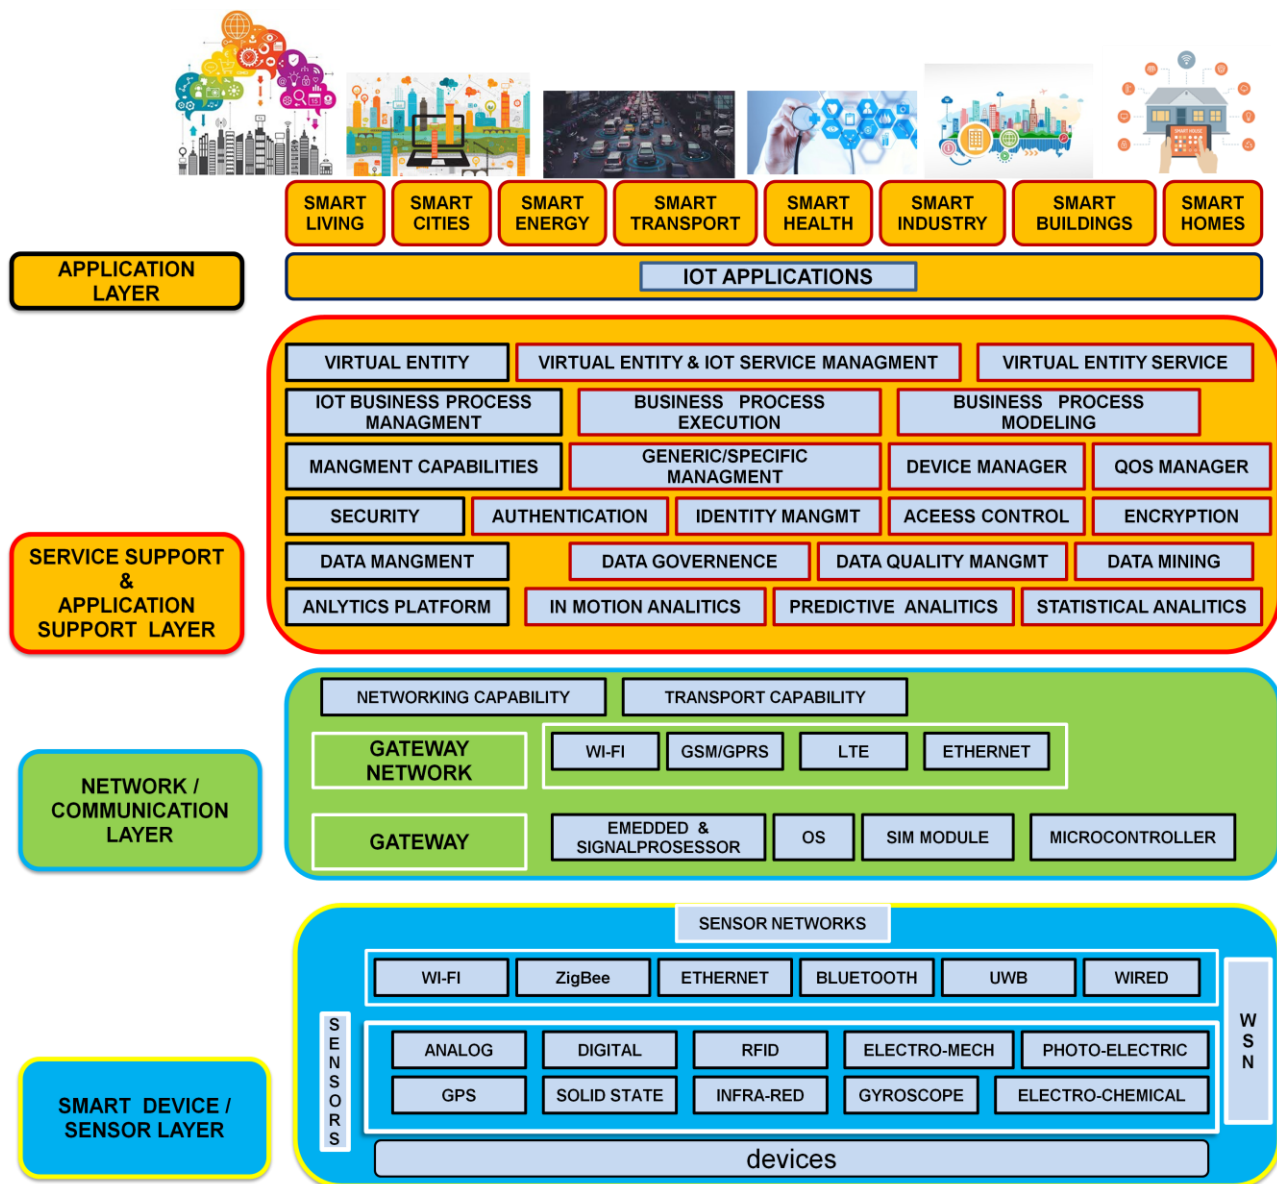 SMART HOUSE
SMART
LIVING
SMART
CITIES
SMART
ENERGY
SMART
TRANSPORT
SMART
HEALTH
SMART
INDUSTRY
SMART
BUILDINGS
SMART
HOMES
APPLICATION
LAYER
IOT APPLICATIONS
VIRTUAL ENTITY
VIRTUAL ENTITY & IOT SERVICE MANAGMENT
VIRTUAL ENTITY SERVICE
IOT BUSINESS PROCESS
MANAGMENT
BUSINESS PROCESS
EXECUTION
BUSINESS PROCESS
MODELING
MANGMENT CAPABILITIES
GENERIC/SPECIFIC
MANAGMENT
DEVICE MANAGER
QOS MANAGER
SECURITY
AUTHENTICATION
IDENTITY MANGMT
ACEESS CONTROL
ENCRYPTION
SERVICE SUPPORT
&
APPLICATION
SUPPORT LAYER
DATA MANGMENT
DATA GOVERNENCE
DATA QUALITY MANGMT
DATA MINING
ANLYTICS PLATFORM
IN MOTION ANALITICS
PREDICTIVE ANALITICS
STATISTICAL ANALITICS
NETWORKING CAPABILITY
TRANSPORT CAPABILITY
GATEWAY
NETWORK
WI-FI
GSM/GPRS
LTE
ETHERNET
NETWORK /
COMMUNICATION
LAYER
GATEWAY
EMEDDED &
SIGNALPROSESSOR
OS
SIM MODULE
MICROCONTROLLER
SENSOR NETWORKS
WI-FI
ZigBee
ETHERNET
BLUETOOTH
UWB
WIRED
SENSORS
WSN
ANALOG
DIGITAL
RFID
ELECTRO-MECH
PHOTO-ELECTRIC
GPS
SOLID STATE
INFRA-RED
GYROSCOPE
ELECTRO-CHEMICAL
SMART DEVICE /
SENSOR LAYER
devices